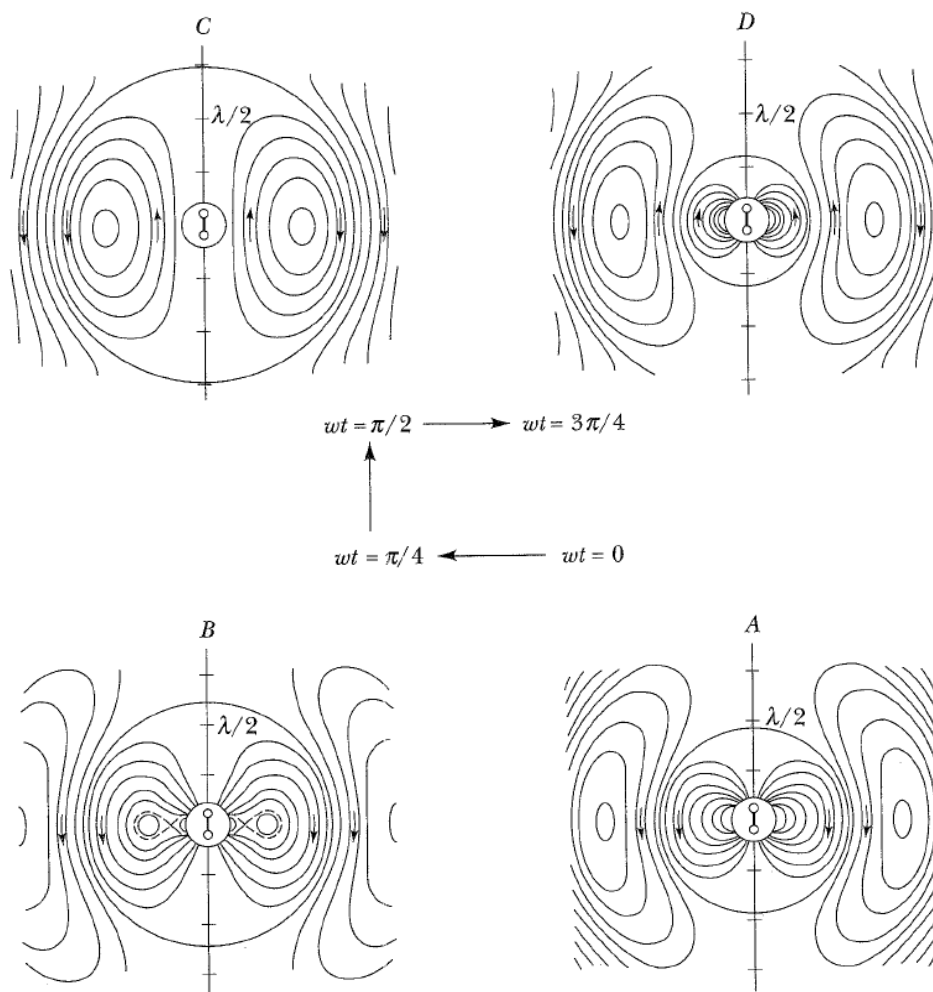 C D
λ/2 λ/2
wt = π/2 wt = 3π/4
wt = π/4 wt = 0
B A
λ/2 λ/2